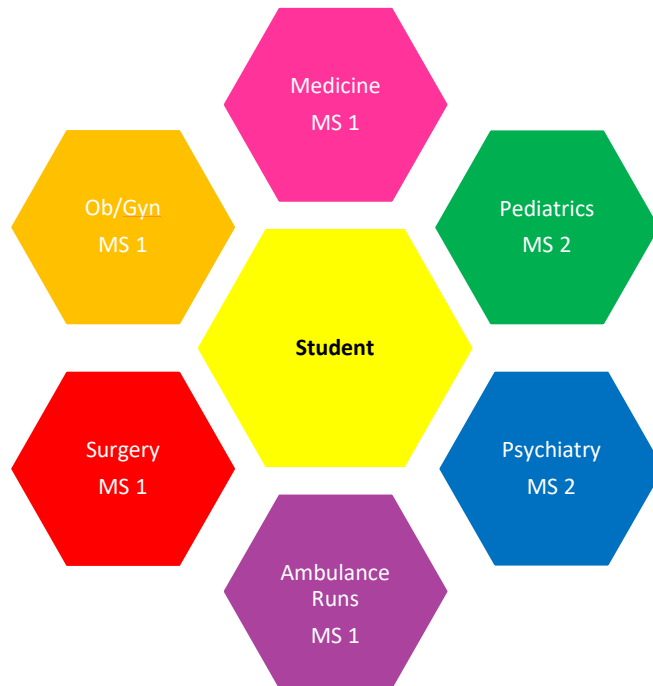 Medicine
MS 1
Ob/Gyn
MS 1
Pediatrics
MS 2
Student
Surgery
MS 1
Psychiatry
MS 2
Ambulance
Runs
MS 1